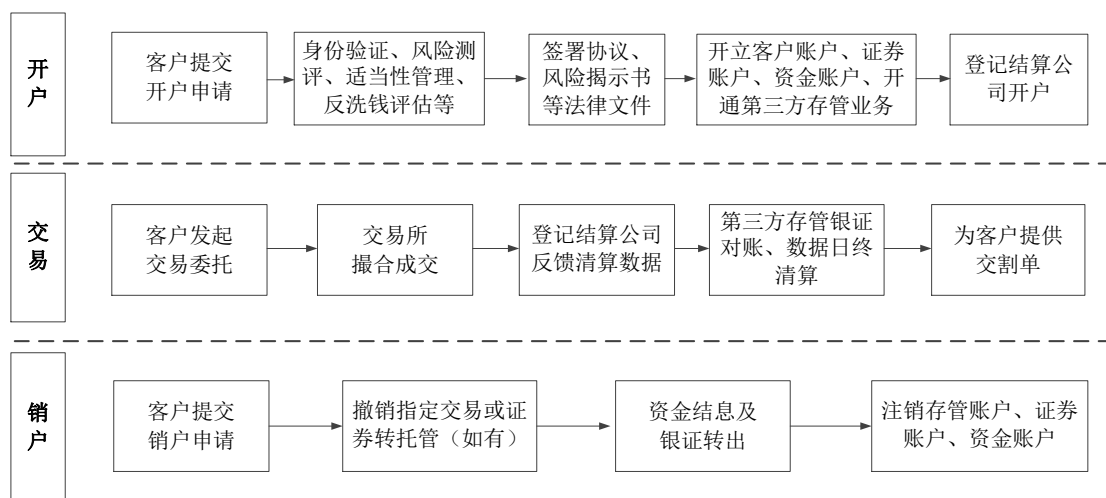 开
户
客户提交
开户申请
身份验证、风险测
评、适当性管理、
反洗钱评估等
签署协议、
风险揭示书
等法律文件
开立客户账户、证券
账户、资金账户、开
通第三方存管业务
登记结算公
司开户
交
易
客户发起
交易委托
交易所
撮合成交
登记结算公司
反馈清算数据
第三方存管银证
对账、数据日终
清算
为客户提供
交割单
销
户
客户提交
销户申请
撤销指定交易或证
券转托管（如有）
资金结息及
银证转出
注销存管账户、证券
账户、资金账户